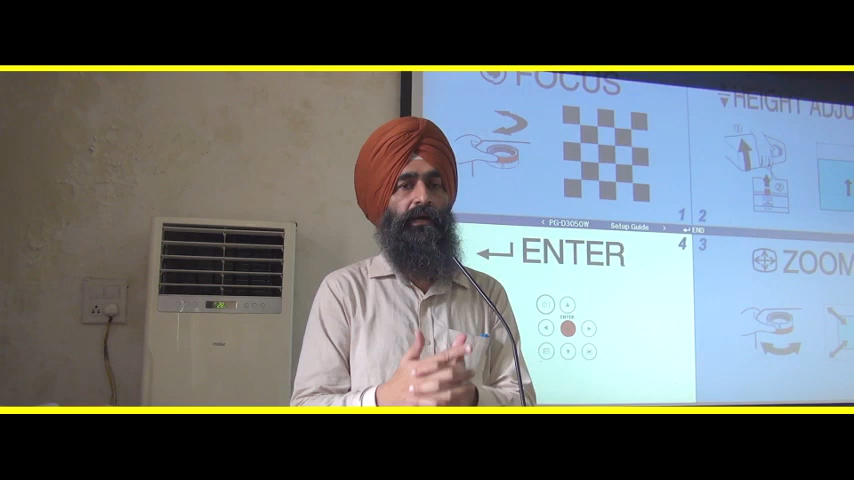 FOCUS
HEIGHT ADJU
1 2
< PG-D3050W Setup Guide > ↵ END
4 3
↵ ENTER
ZOOM
ENTER